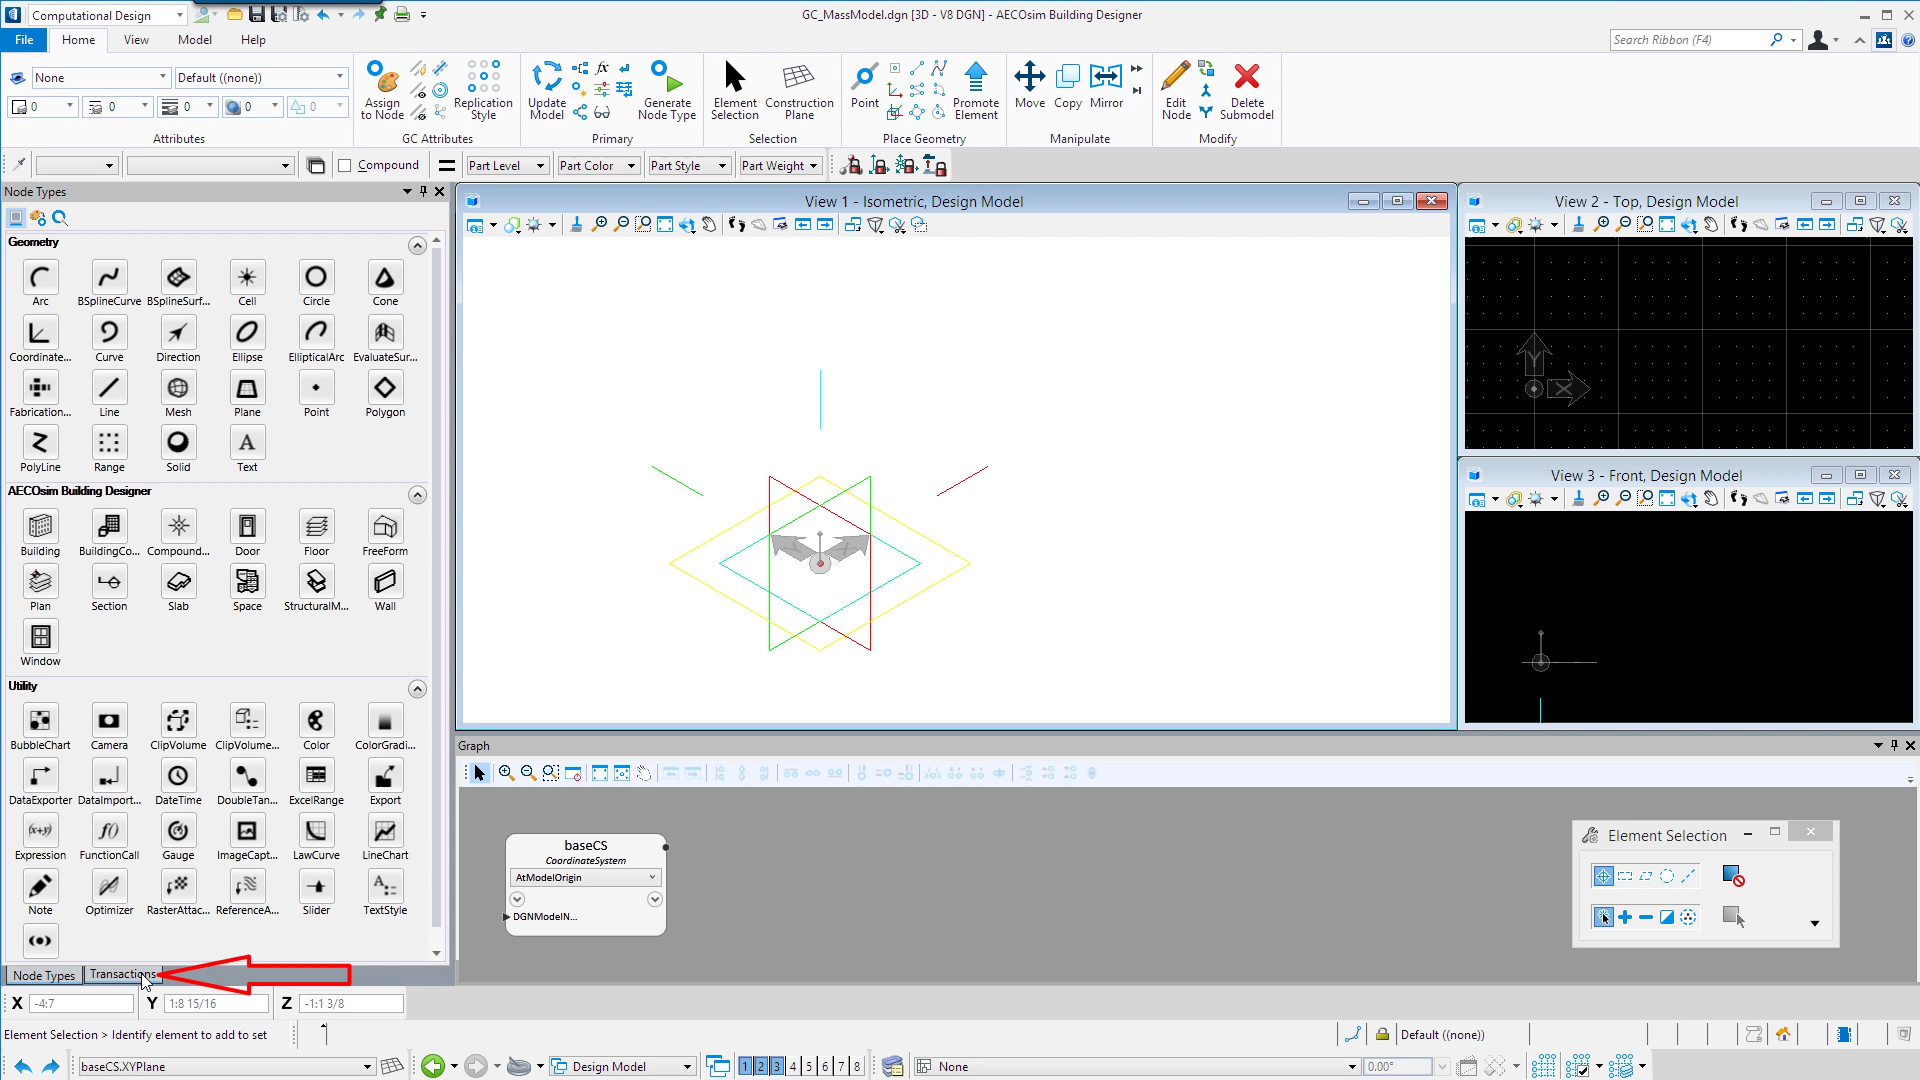 Computational Design
GC_MassModel.dgn [3D - V8 DGN] - AECOsim Building Designer
File Home View Model Help
Search Ribbon (F4)
None
Default ((none))
0 0 0 0 0
Attributes
Assign to Node
Replication Style
GC Attributes
Update Model
Generate Node Type
Primary
Element Selection
Construction Plane
Selection
Point
Promote Element
Place Geometry
Move Copy Mirror
Manipulate
Edit Node
Delete Submodel
Modify
Compound
Part Level
Part Color
Part Style
Part Weight
Node Types
Geometry
Arc BSplineCurve BSplineSurf... Cell Circle Cone
Coordinate... Curve Direction Ellipse EllipticalArc EvaluateSur...
Fabrication... Line Mesh Plane Point Polygon
PolyLine Range Solid Text
AECOsim Building Designer
Building BuildingCo... Compound... Door Floor FreeForm
Plan Section Slab Space StructuralM... Wall
Window
Utility
BubbleChart Camera ClipVolume ClipVolume... Color ColorGradi...
DataExporter DataImport... DateTime DoubleTan... ExcelRange Export
Expression FunctionCall Gauge ImageCapt... LawCurve LineChart
Note Optimizer RasterAttac... ReferenceA... Slider TextStyle
Node Types Transactions
View 1 - Isometric, Design Model
View 2 - Top, Design Model
Y
X
View 3 - Front, Design Model
Graph
baseCS
CoordinateSystem
AtModelOrigin
DGNModelN...
Element Selection
X -4:7 Y 1:8 15/16 Z -1:1 3/8
Element Selection > Identify element to add to set
Default ((none))
baseCS.XYPlane
Design Model
1 2 3 4 5 6 7 8
None
0.00°